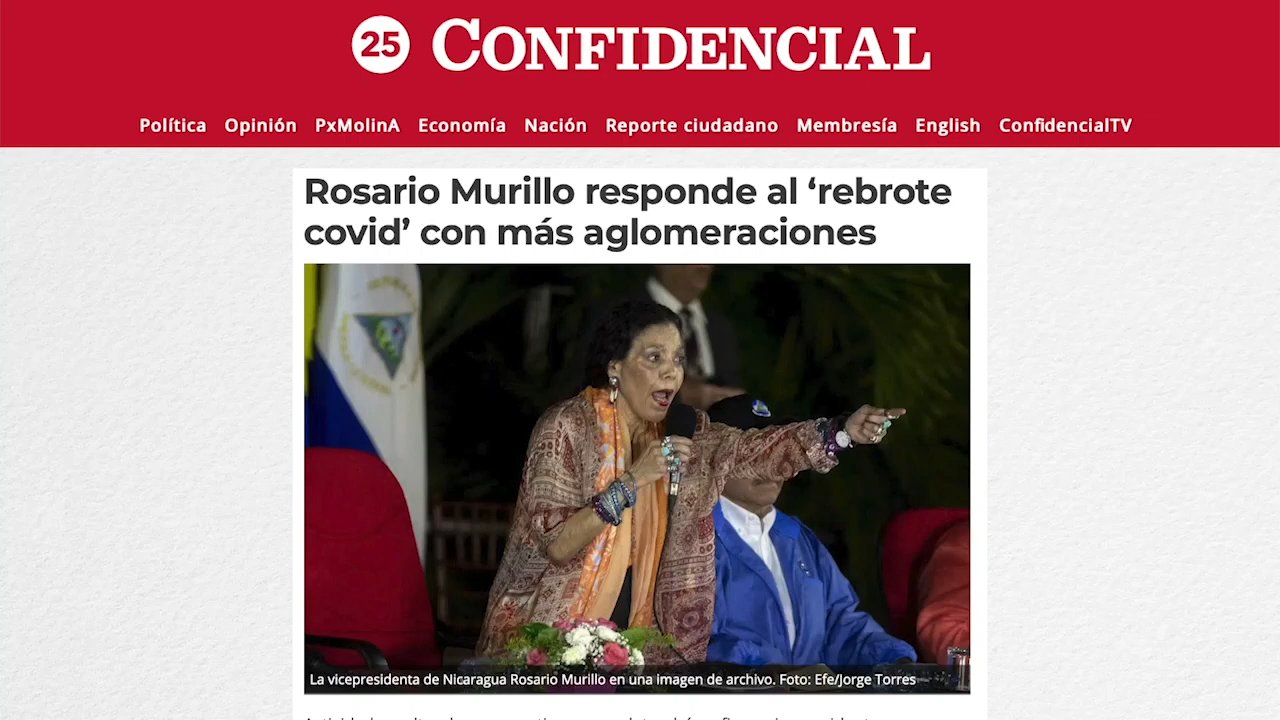 25 CONFIDENCIAL
Política Opinión PxMolinA Economía Nación Reporte ciudadano Membresía English ConfidencialTV
Rosario Murillo responde al ‘rebrote
covid’ con más aglomeraciones
La vicepresidenta de Nicaragua Rosario Murillo en una imagen de archivo. Foto: Efe/Jorge Torres